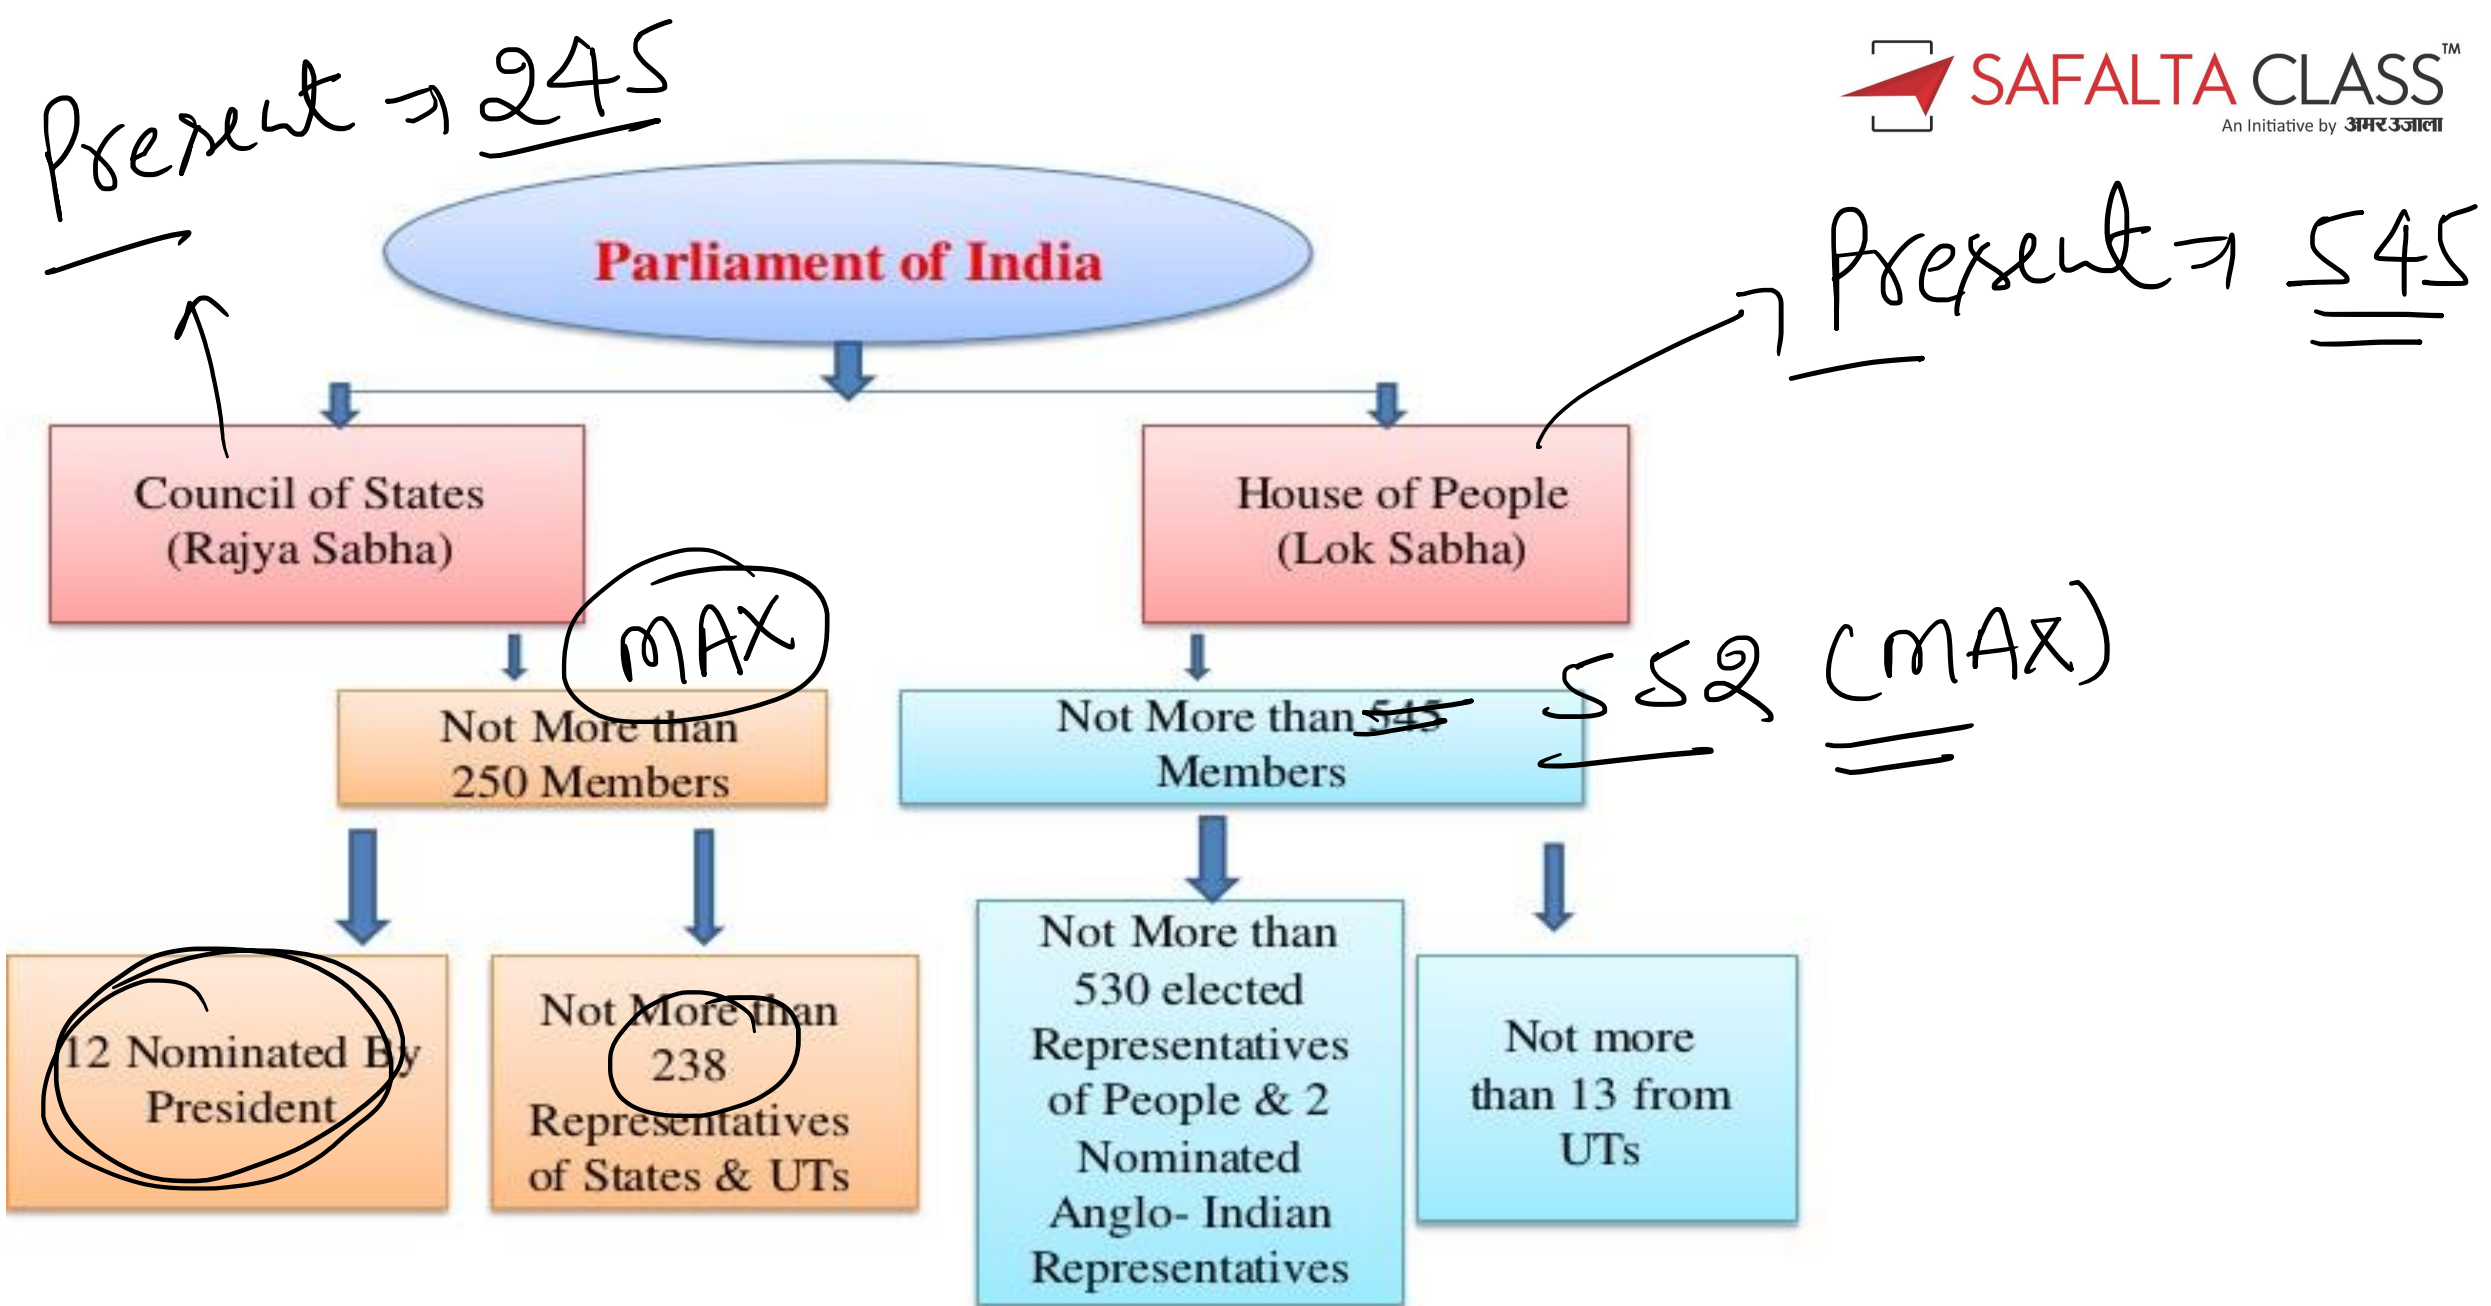 Present → 245
SAFALTA CLASS™
An Initiative by अमर उजाला
Parliament of India
Present → 545
Council of States
(Rajya Sabha)
House of People
(Lok Sabha)
MAX
552 (MAX)
Not More than
250 Members
Not More than 545
Members
12 Nominated By
President
Not More than
238
Representatives
of States & UTs
Not More than
530 elected
Representatives
of People & 2
Nominated
Anglo- Indian
Representatives
Not more
than 13 from
UTs